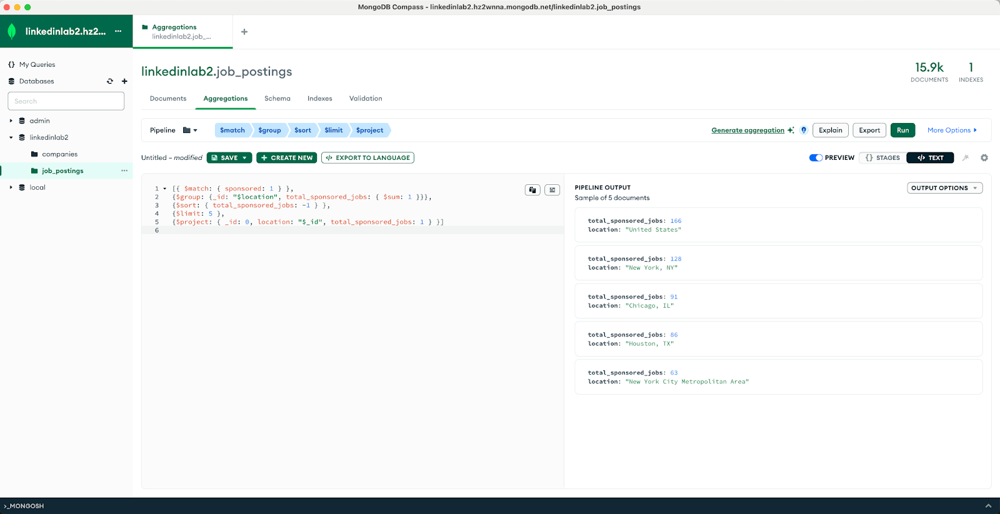 MongoDB Compass - linkedinlab2.hz2wnna.mongodb.net/linkedinlab2.job_postings
linkedinlab2.hz2... ···
Aggregations
linkedinlab2.job_...
+
{} My Queries
Databases
Search
admin
linkedinlab2
companies
job_postings ···
local
linkedinlab2.job_postings
15.9k
DOCUMENTS
1
INDEXES
Documents Aggregations Schema Indexes Validation
Pipeline $match $group $sort $limit $project
Generate aggregation Explain Export Run More Options
Untitled – modified SAVE + CREATE NEW </> EXPORT TO LANGUAGE
PREVIEW {} STAGES </> TEXT
1 [{ $match: { sponsored: 1 } },
2 {$group: {_id: "$location", total_sponsored_jobs: { $sum: 1 }}},
3 {$sort: { total_sponsored_jobs: -1 } },
4 {$limit: 5 },
5 {$project: { _id: 0, location: "$_id", total_sponsored_jobs: 1 } }]
6
PIPELINE OUTPUT
Sample of 5 documents
OUTPUT OPTIONS
total_sponsored_jobs: 166
location: "United States"
total_sponsored_jobs: 128
location: "New York, NY"
total_sponsored_jobs: 91
location: "Chicago, IL"
total_sponsored_jobs: 86
location: "Houston, TX"
total_sponsored_jobs: 63
location: "New York City Metropolitan Area"
>_MONGOSH